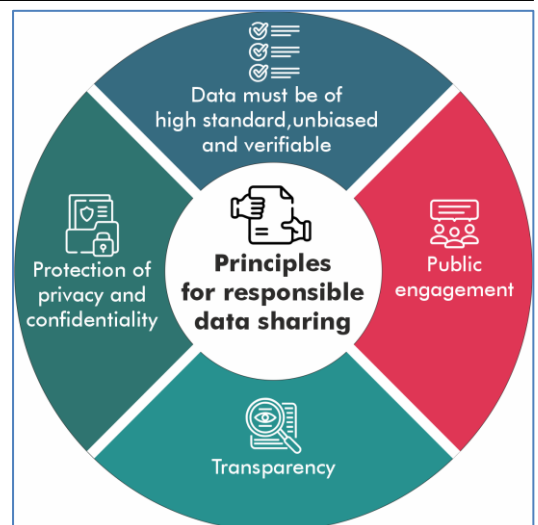 Data must be of
high standard,unbiased
and verifiable
Protection of
privacy and
confidentiality
Principles
for responsible
data sharing
Public
engagement
Transparency